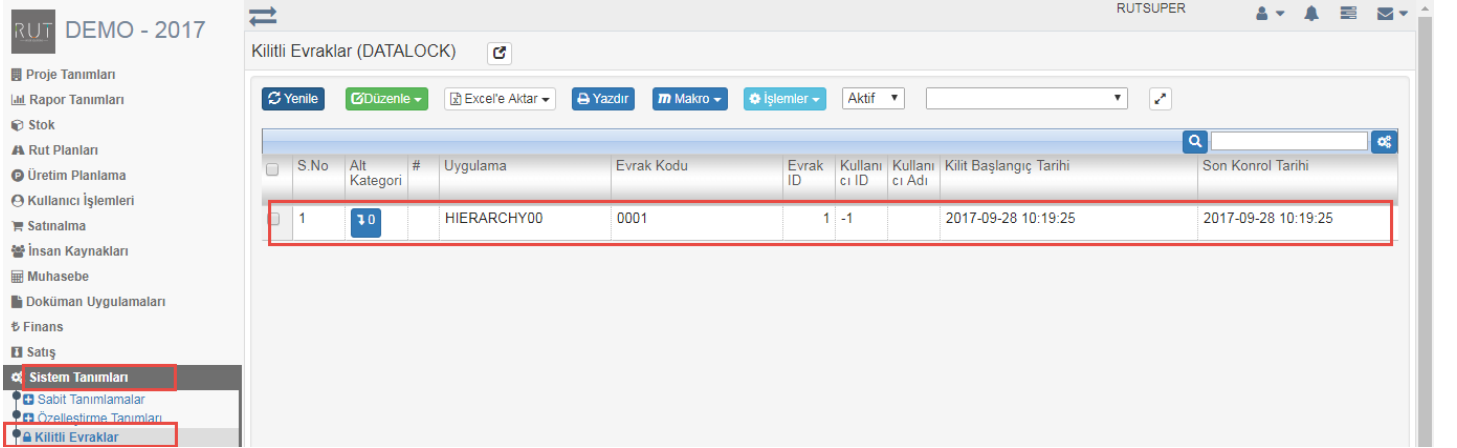 RUT DEMO - 2017
RUTSUPER
Kilitli Evraklar (DATALOCK)
Proje Tanımları
Rapor Tanımları
Stok
Rut Planları
Üretim Planlama
Kullanıcı İşlemleri
Satınalma
İnsan Kaynakları
Muhasebe
Doküman Uygulamaları
Finans
Satış
Sistem Tanımları
Sabit Tanımlamalar
Özelleştirme Tanımları
Kilitli Evraklar
Yenile Düzenle Excel'e Aktar Yazdır m Makro İşlemler Aktif
S.No Alt Kategori # Uygulama Evrak Kodu Evrak ID Kullanı cı ID Kullanı cı Adı Kilit Başlangıç Tarihi Son Konrol Tarihi
1 0 HIERARCHY00 0001 1 -1 2017-09-28 10:19:25 2017-09-28 10:19:25